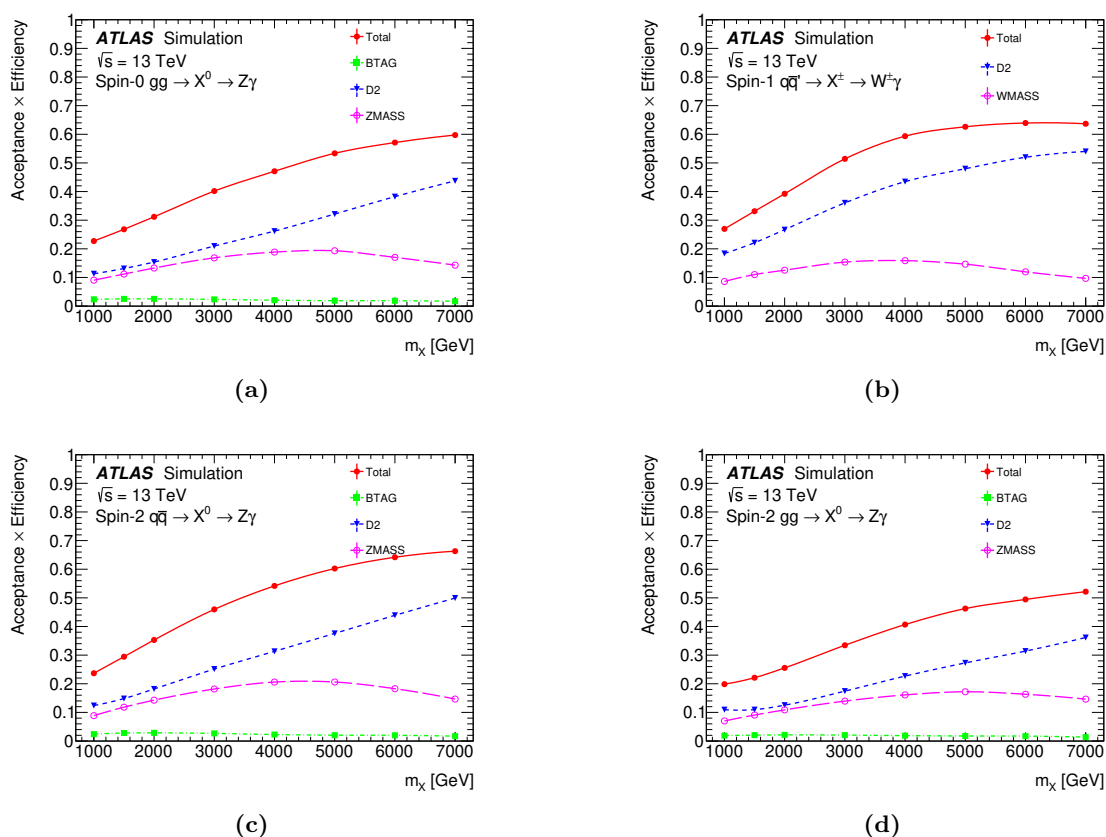 ATLAS Simulation
√s = 13 TeV
Spin-0 gg → X⁰ → Zγ
Total
BTAG
D2
ZMASS
Acceptance × Efficiency
1
0.9
0.8
0.7
0.6
0.5
0.4
0.3
0.2
0.1
0
1000 2000 3000 4000 5000 6000 7000
m_X [GeV]
(a)
ATLAS Simulation
√s = 13 TeV
Spin-1 qq̄' → X± → W±γ
Total
D2
WMASS
Acceptance × Efficiency
1
0.9
0.8
0.7
0.6
0.5
0.4
0.3
0.2
0.1
0
1000 2000 3000 4000 5000 6000 7000
m_X [GeV]
(b)
ATLAS Simulation
√s = 13 TeV
Spin-2 qq̄ → X⁰ → Zγ
Total
BTAG
D2
ZMASS
Acceptance × Efficiency
1
0.9
0.8
0.7
0.6
0.5
0.4
0.3
0.2
0.1
0
1000 2000 3000 4000 5000 6000 7000
m_X [GeV]
(c)
ATLAS Simulation
√s = 13 TeV
Spin-2 gg → X⁰ → Zγ
Total
BTAG
D2
ZMASS
Acceptance × Efficiency
1
0.9
0.8
0.7
0.6
0.5
0.4
0.3
0.2
0.1
0
1000 2000 3000 4000 5000 6000 7000
m_X [GeV]
(d)